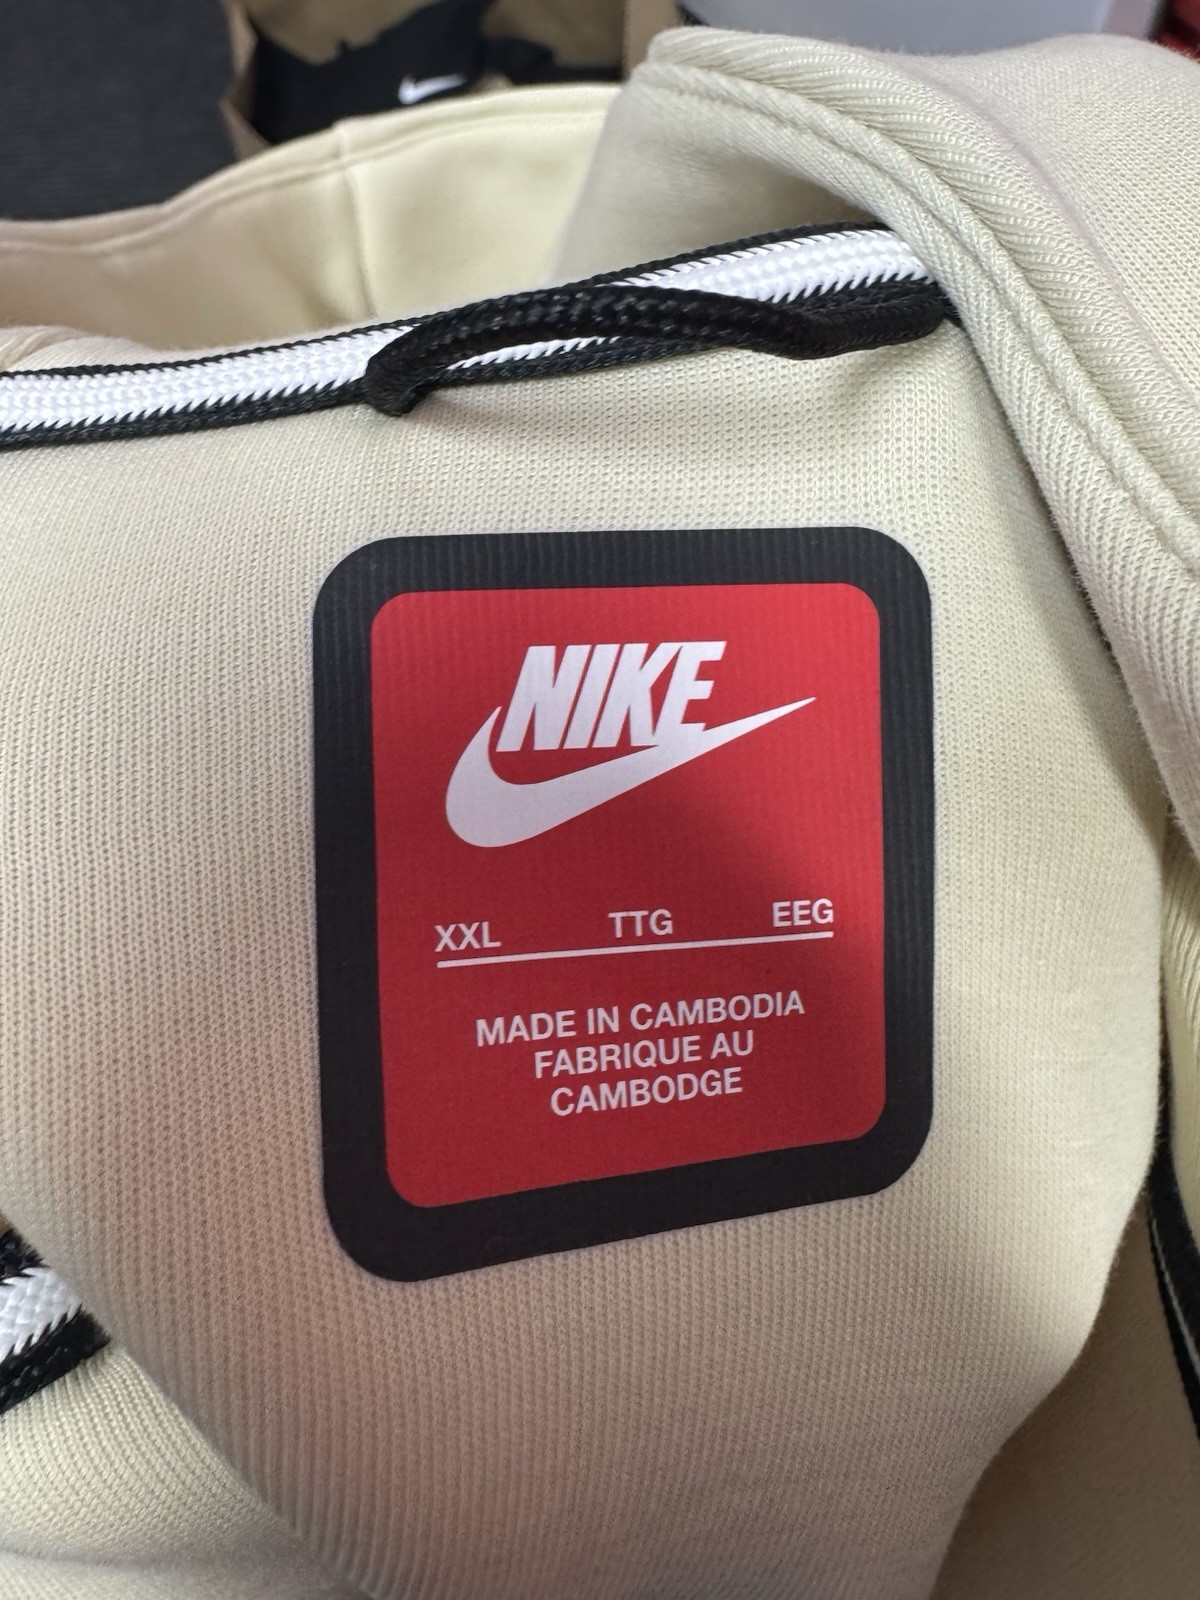 NIKE
XXL TTG EEG
MADE IN CAMBODIA
FABRIQUE AU
CAMBODGE